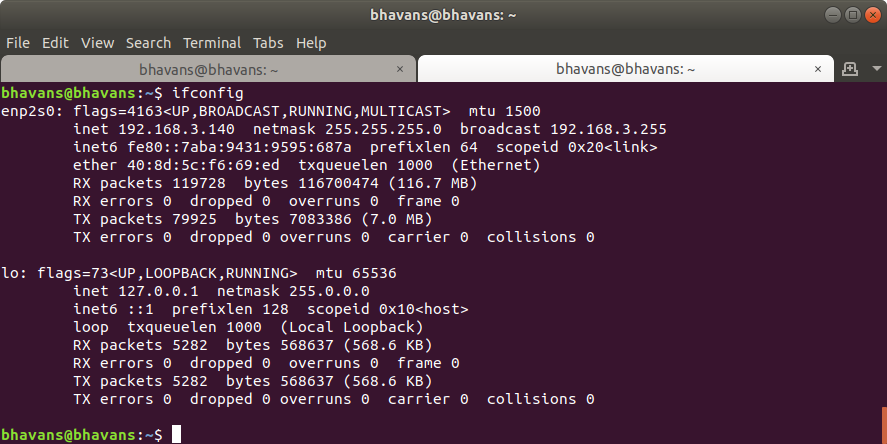 bhavans@bhavans: ~
File Edit View Search Terminal Tabs Help
bhavans@bhavans: ~ × bhavans@bhavans: ~ ×
bhavans@bhavans:~$ ifconfig
enp2s0: flags=4163<UP,BROADCAST,RUNNING,MULTICAST>  mtu 1500
        inet 192.168.3.140  netmask 255.255.255.0  broadcast 192.168.3.255
        inet6 fe80::7aba:9431:9595:687a  prefixlen 64  scopeid 0x20<link>
        ether 40:8d:5c:f6:69:ed  txqueuelen 1000  (Ethernet)
        RX packets 119728  bytes 116700474 (116.7 MB)
        RX errors 0  dropped 0  overruns 0  frame 0
        TX packets 79925  bytes 7083386 (7.0 MB)
        TX errors 0  dropped 0 overruns 0  carrier 0  collisions 0
lo: flags=73<UP,LOOPBACK,RUNNING>  mtu 65536
        inet 127.0.0.1  netmask 255.0.0.0
        inet6 ::1  prefixlen 128  scopeid 0x10<host>
        loop  txqueuelen 1000  (Local Loopback)
        RX packets 5282  bytes 568637 (568.6 KB)
        RX errors 0  dropped 0  overruns 0  frame 0
        TX packets 5282  bytes 568637 (568.6 KB)
        TX errors 0  dropped 0 overruns 0  carrier 0  collisions 0
bhavans@bhavans:~$